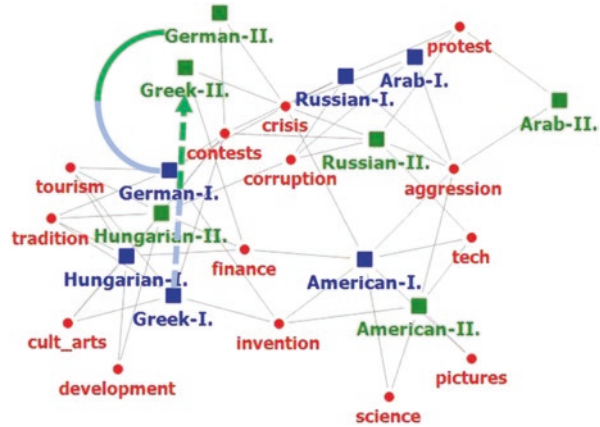 German-II.
protest
Greek-II.
Arab-I.
Russian-I.
crisis
Arab-II.
contests
Russian-II.
corruption
tourism
German-I.
aggression
tradition
Hungarian-II.
tech
finance
Hungarian-I.
American-I.
Greek-I.
American-II.
cult_arts
invention
pictures
development
science